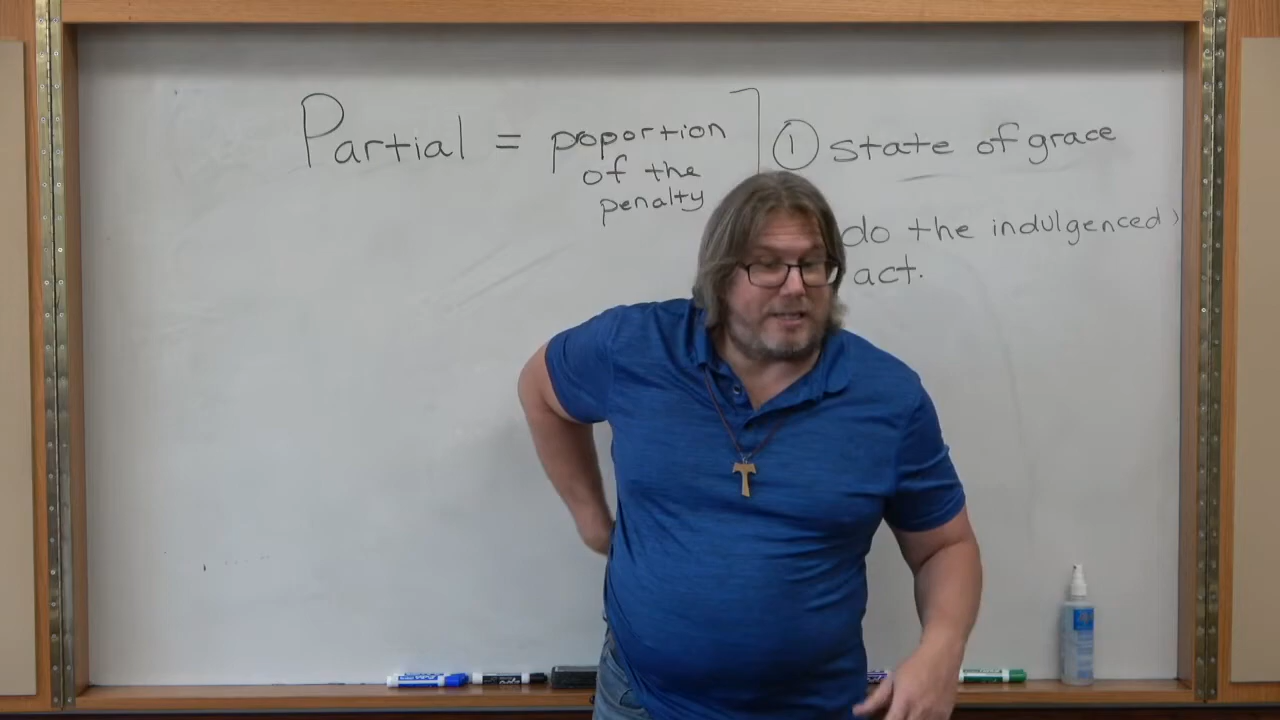 Partial = poportion
of the
penalty
1 state of grace
do the indulgenced
act.